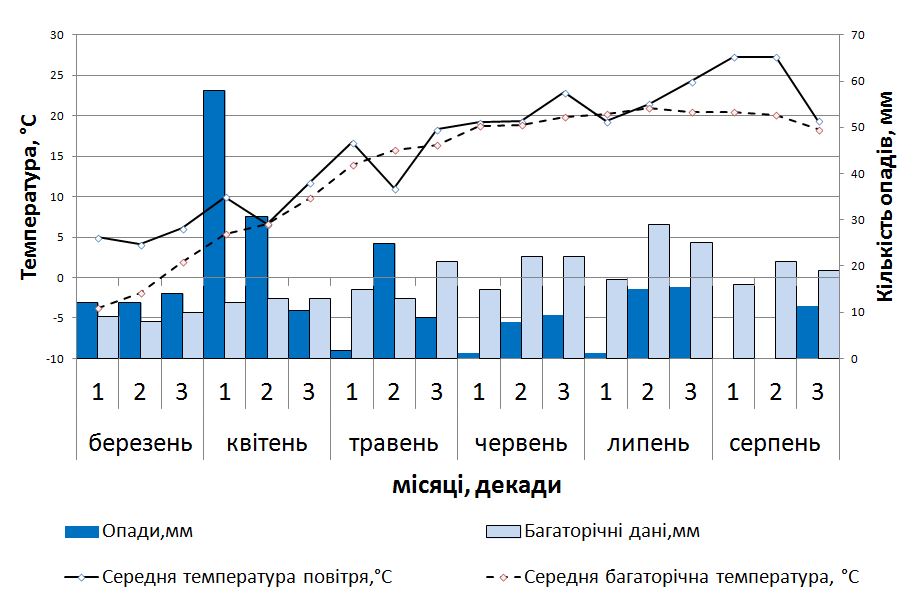 30
25
20
15
10
5
0
-5
-10
Температура, °С
70
60
50
40
30
20
10
0
Кількість опадів, мм
1 2 3 1 2 3 1 2 3 1 2 3 1 2 3 1 2 3
березень квітень травень червень липень серпень
місяці, декади
Опади,мм
Багаторічні дані,мм
Середня температура повітря,°С
Середня багаторічна температура, °С